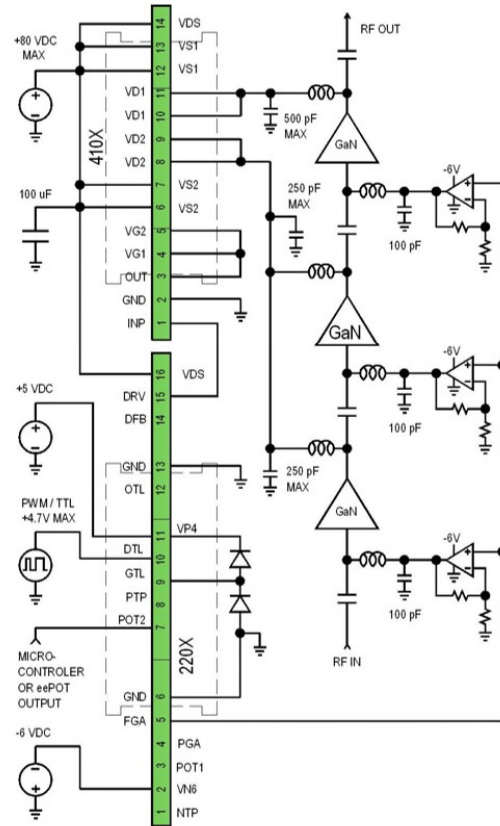 +80 VDC
MAX
100 uF
410X
14 VDS
13 VS1
12 VS1
11 VD1
10 VD1
9 VD2
8 VD2
7 VS2
6 VS2
5 VG2
4 VG1
3 OUT
2 GND
1 INP
RF OUT
500 pF
MAX
GaN
-6V
250 pF
MAX
100 pF
GaN
-6V
100 pF
250 pF
MAX
GaN
-6V
100 pF
RF IN
+5 VDC
PWM / TTL
+4.7V MAX
MICRO-
CONTROLER
OR eePOT
OUTPUT
-6 VDC
220X
16 VDS
15 DRV
14 DFB
13 GND
12 OTL
11 VP4
10 DTL
9 GTL
8 PTP
7 POT2
6 GND
5 FGA
4 PGA
3 POT1
2 VN6
1 NTP